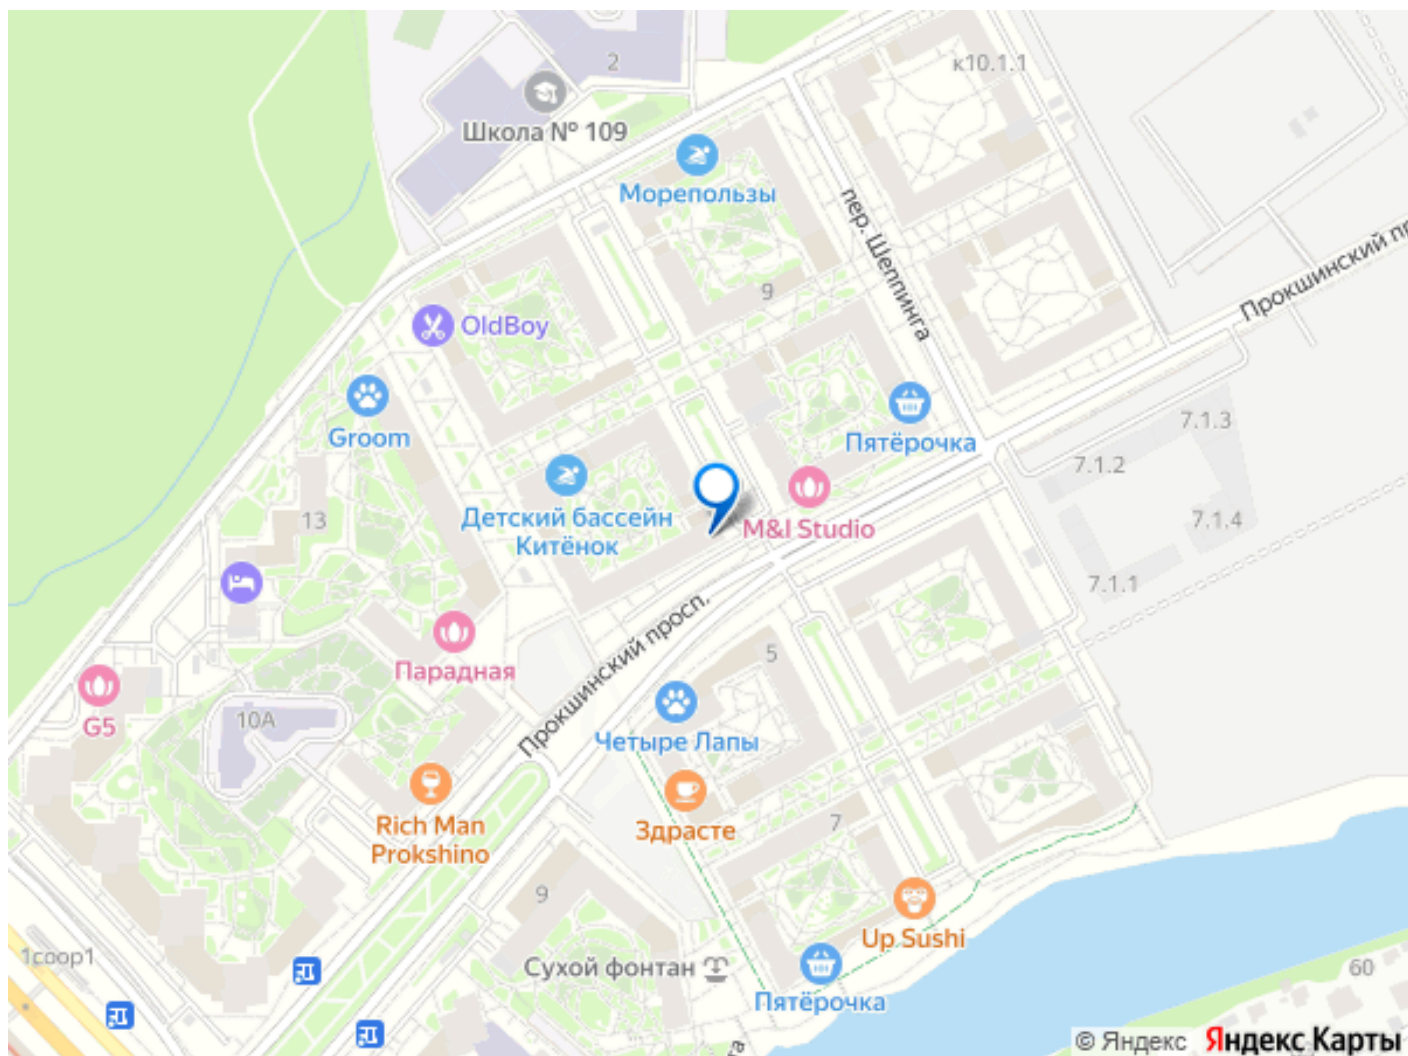 2
к10.1.1
Школа № 109
Морепользы
пер. Шеппинга
Прокшинский пр
9
OldBoy
Groom
Пятёрочка
7.1.3
7.1.2
7.1.4
7.1.1
Детский бассейн
Китёнок
M&I Studio
13
Прокшинский просп.
Парадная
5
G5
10А
Четыре Лапы
Rich Man
Prokshino
Здрасте
7
9
Up Sushi
1соор1
Сухой фонтан
60
Пятёрочка
та
© Яндекс Яндекс Карты